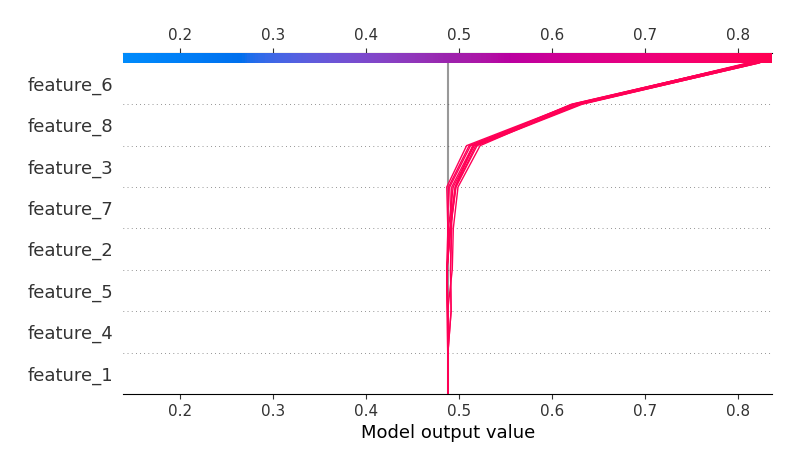 0.2 0.3 0.4 0.5 0.6 0.7 0.8
feature_6
feature_8
feature_3
feature_7
feature_2
feature_5
feature_4
feature_1
0.2 0.3 0.4 0.5 0.6 0.7 0.8
Model output value